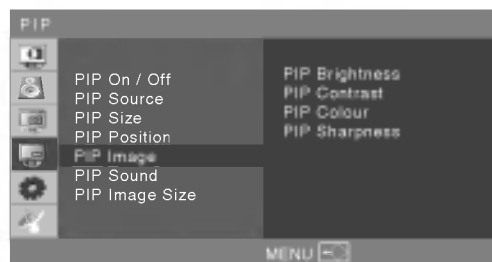 PIP
PIP On / Off
PIP Source
PIP Size
PIP Position
PIP Image
PIP Sound
PIP Image Size
PIP Brightness
PIP Contrast
PIP Colour
PIP Sharpness
MENU